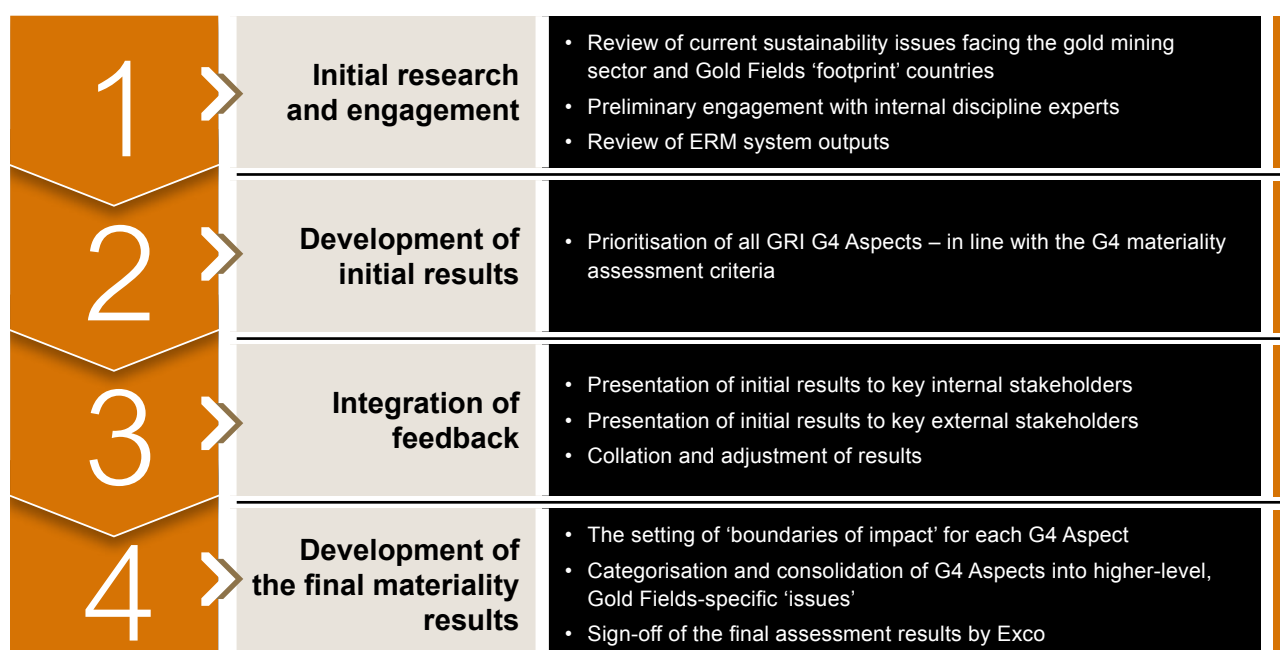 1
Initial research
and engagement
• Review of current sustainability issues facing the gold mining
sector and Gold Fields ‘footprint’ countries
• Preliminary engagement with internal discipline experts
• Review of ERM system outputs
2
Development of
initial results
• Prioritisation of all GRI G4 Aspects – in line with the G4 materiality
assessment criteria
3
Integration of
feedback
• Presentation of initial results to key internal stakeholders
• Presentation of initial results to key external stakeholders
• Collation and adjustment of results
4
Development of
the final materiality
results
• The setting of ‘boundaries of impact’ for each G4 Aspect
• Categorisation and consolidation of G4 Aspects into higher-level,
Gold Fields-specific ‘issues’
• Sign-off of the final assessment results by Exco